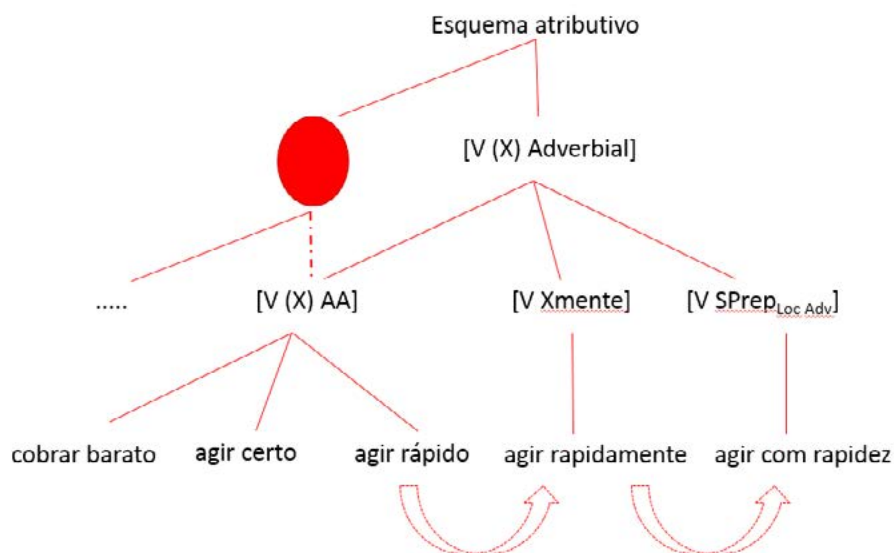 Esquema atributivo
[V (X) Adverbial]
..... [V (X) AA] [V Xmente] [V SPrepLoc Adv]
cobrar barato agir certo agir rápido agir rapidamente agir com rapidez